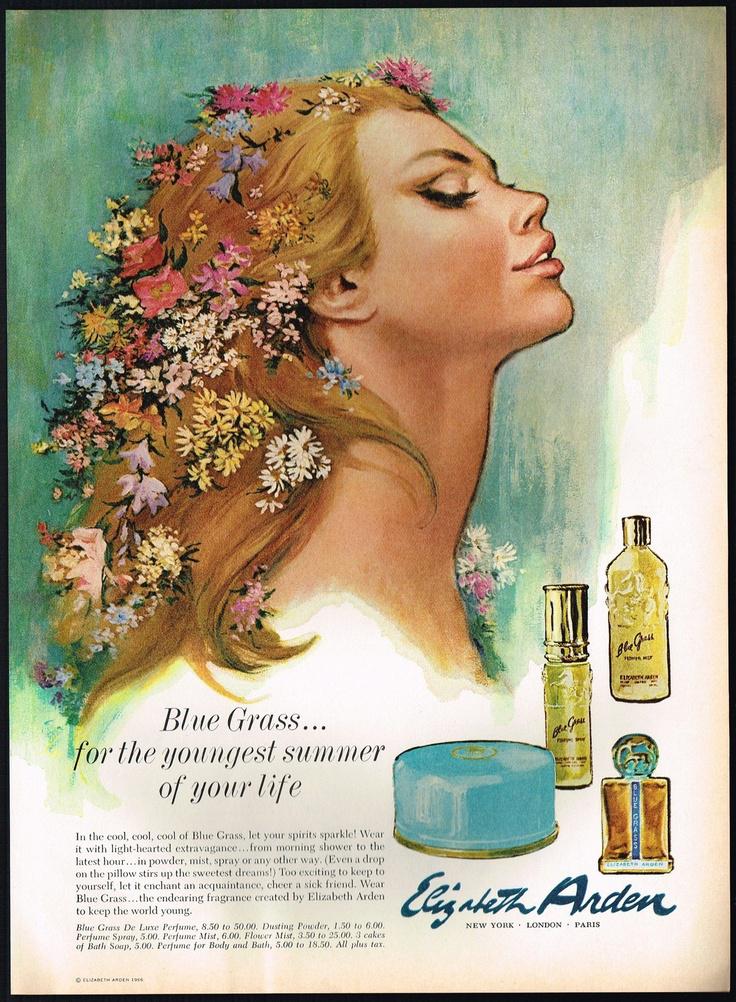 Blue Grass
FLOWER MIST
ELIZABETH ARDEN
Blue Grass
ELIZABETH ARDEN
BLUE GRASS
ELIZABETH ARDEN
Blue Grass...
for the youngest summer
of your life
In the cool, cool, cool of Blue Grass, let your spirits sparkle! Wear
it with light-hearted extravagance...from morning shower to the
latest hour...in powder, mist, spray or any other way. (Even a drop
on the pillow stirs up the sweetest dreams!) Too exciting to keep to
yourself, let it enchant an acquaintance, cheer a sick friend. Wear
Blue Grass...the endearing fragrance created by Elizabeth Arden
to keep the world young.
Blue Grass De Luxe Perfume, 8.50 to 50.00. Dusting Powder, 1.50 to 6.00.
Perfume Spray, 5.00. Perfume Mist, 6.00. Flower Mist, 3.50 to 25.00. 3 cakes
of Bath Soap, 5.00. Perfume for Body and Bath, 5.00 to 18.50. All plus tax.
Elizabeth Arden
NEW YORK · LONDON · PARIS
© ELIZABETH ARDEN 1966